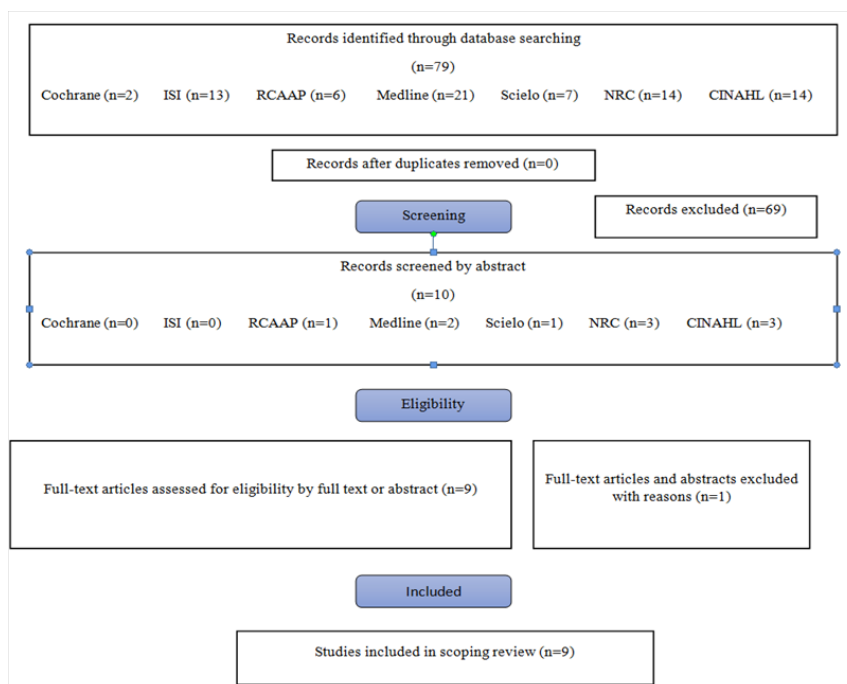 Records identified through database searching
(n=79)
Cochrane (n=2) ISI (n=13) RCAAP (n=6) Medline (n=21) Scielo (n=7) NRC (n=14) CINAHL (n=14)
Records after duplicates removed (n=0)
Screening
Records excluded (n=69)
Records screened by abstract
(n=10)
Cochrane (n=0) ISI (n=0) RCAAP (n=1) Medline (n=2) Scielo (n=1) NRC (n=3) CINAHL (n=3)
Eligibility
Full-text articles assessed for eligibility by full text or abstract (n=9)
Full-text articles and abstracts excluded
with reasons (n=1)
Included
Studies included in scoping review (n=9)